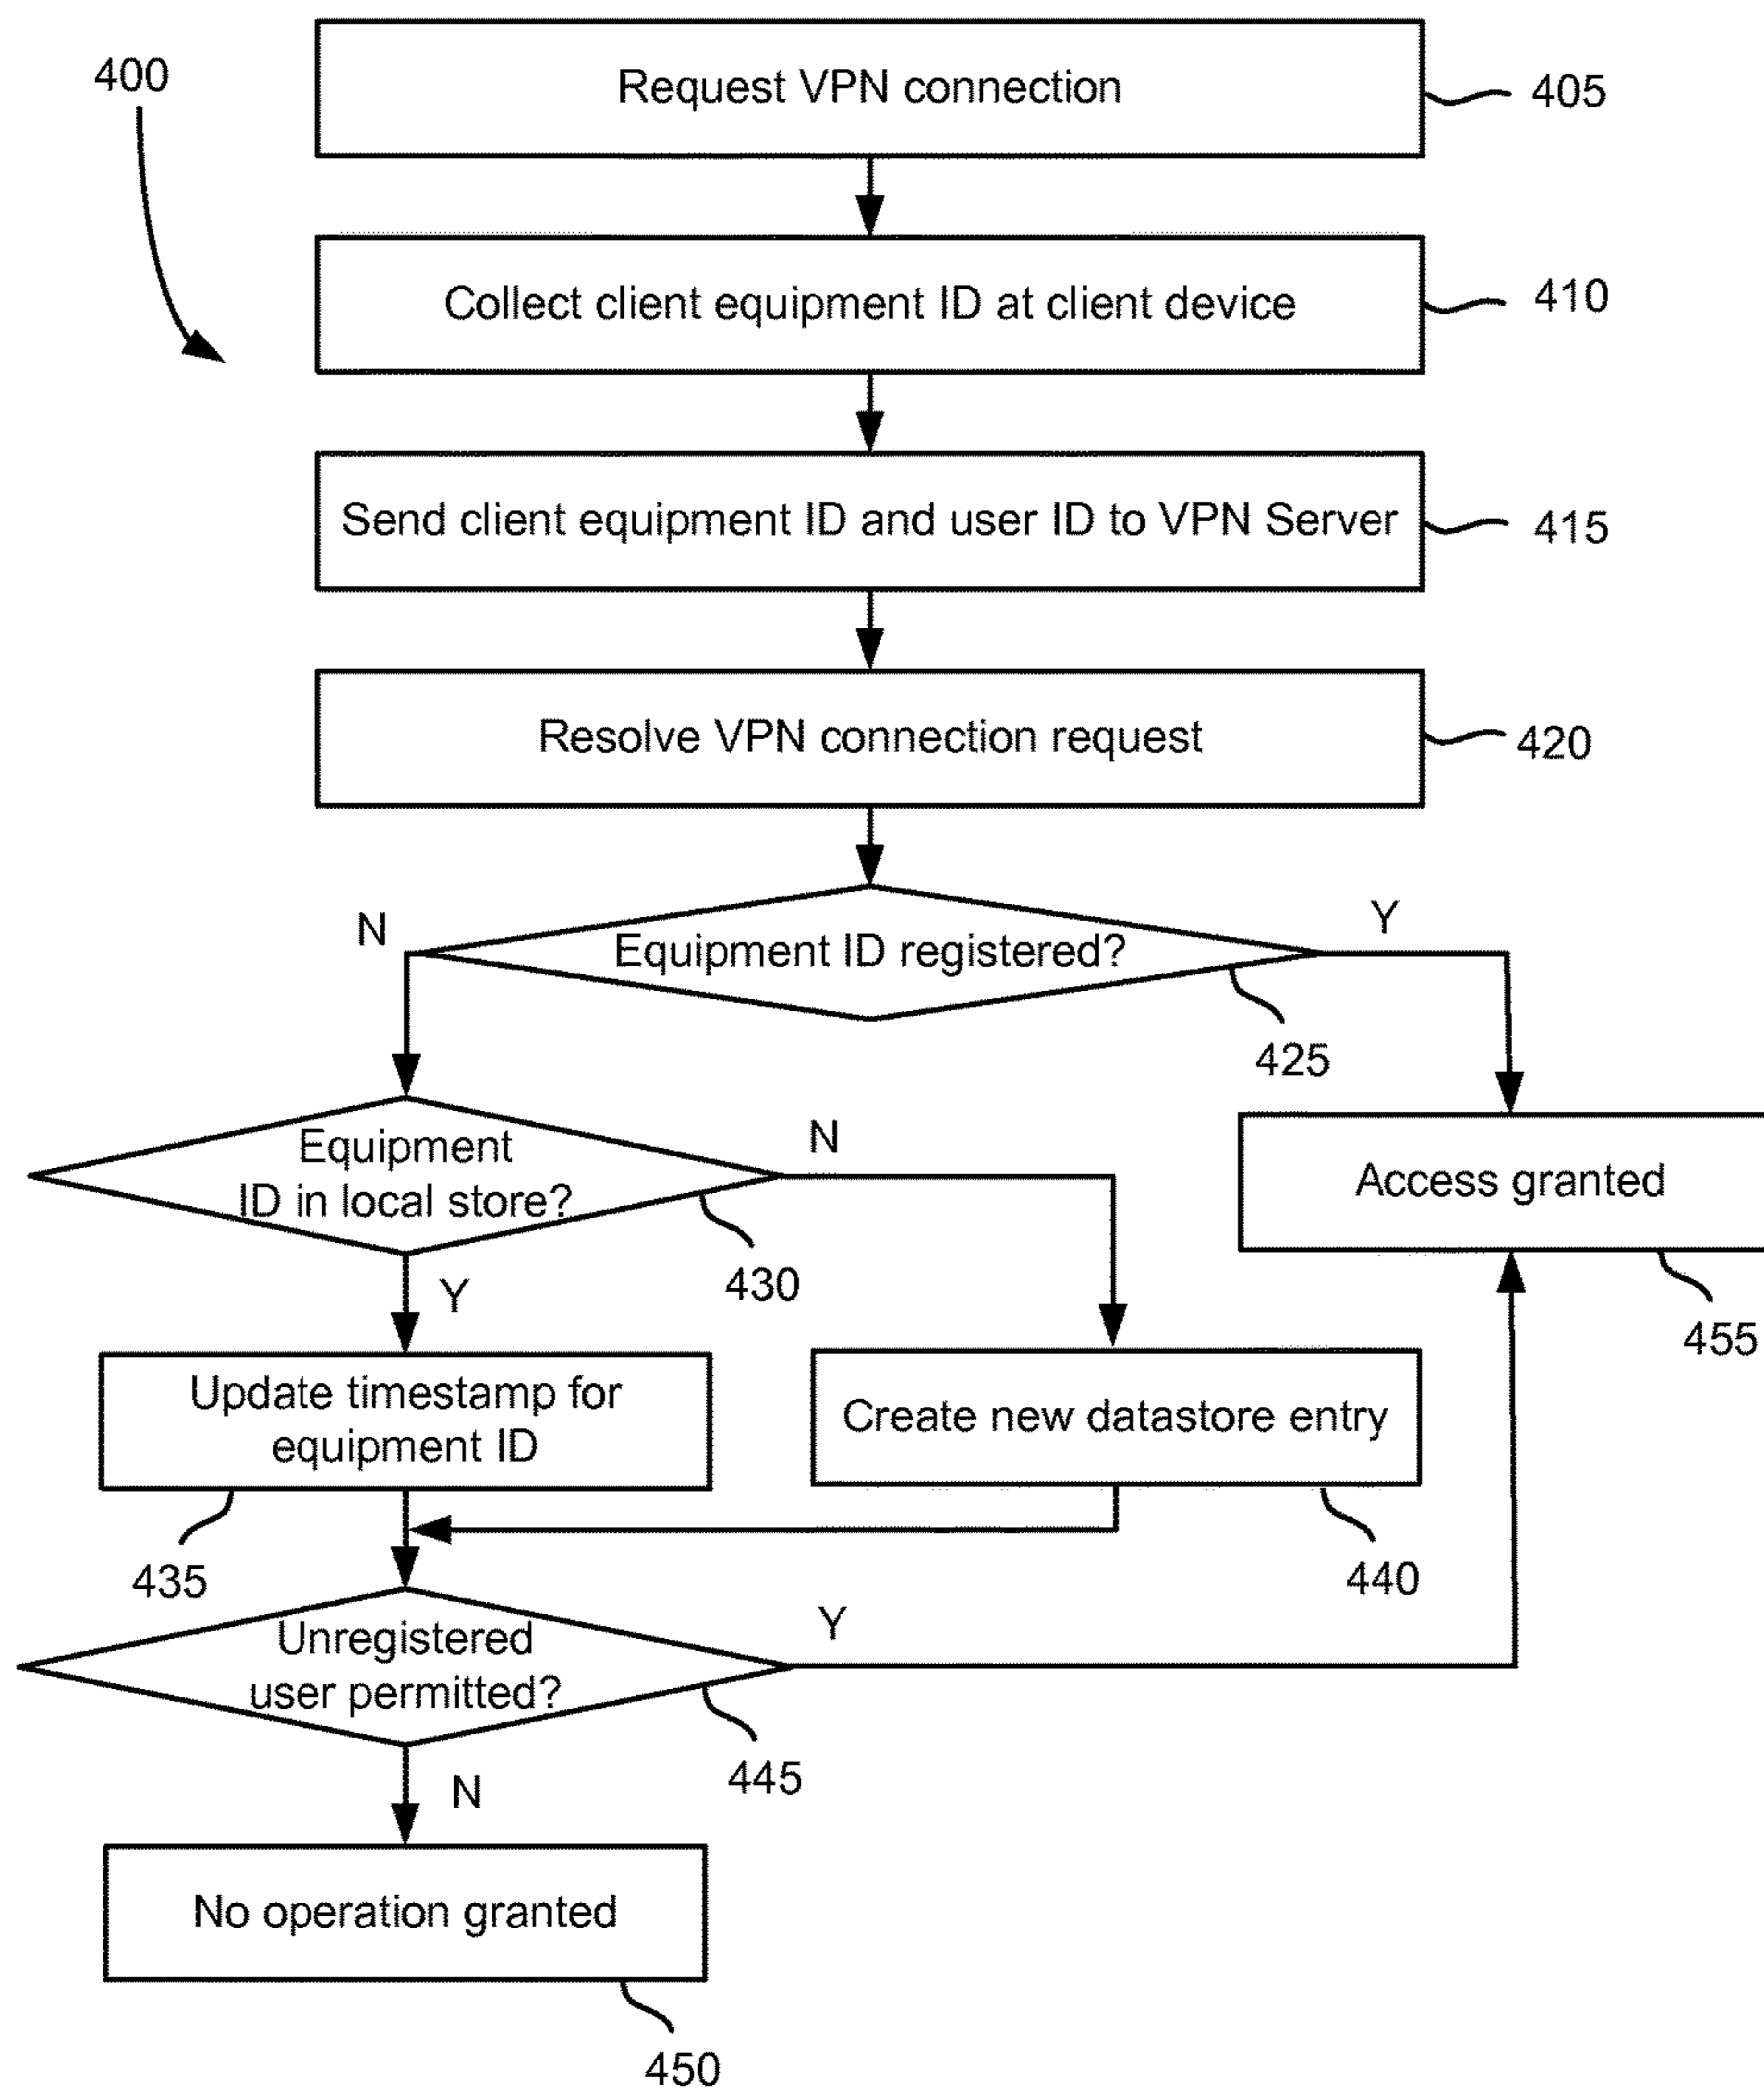 400
Request VPN connection
405
Collect client equipment ID at client device
410
Send client equipment ID and user ID to VPN Server
415
Resolve VPN connection request
420
N
Equipment ID registered?
Y
425
Equipment
ID in local store?
N
430
Access granted
455
Y
Update timestamp for
equipment ID
435
Create new datastore entry
440
Unregistered
user permitted?
Y
445
N
No operation granted
450